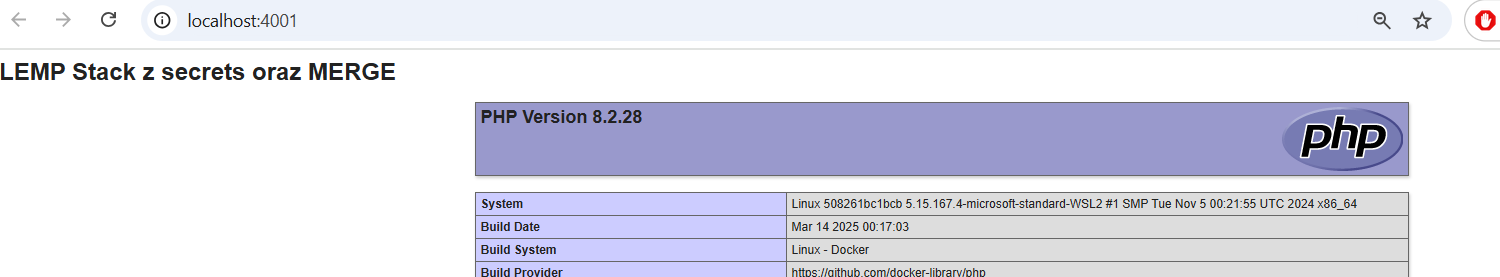 localhost:4001
LEMP Stack z secrets oraz MERGE
PHP Version 8.2.28
php
System Linux 508261bc1bcb 5.15.167.4-microsoft-standard-WSL2 #1 SMP Tue Nov 5 00:21:55 UTC 2024 x86_64
Build Date Mar 14 2025 00:17:03
Build System Linux - Docker
Build Provider https://github.com/docker-library/php